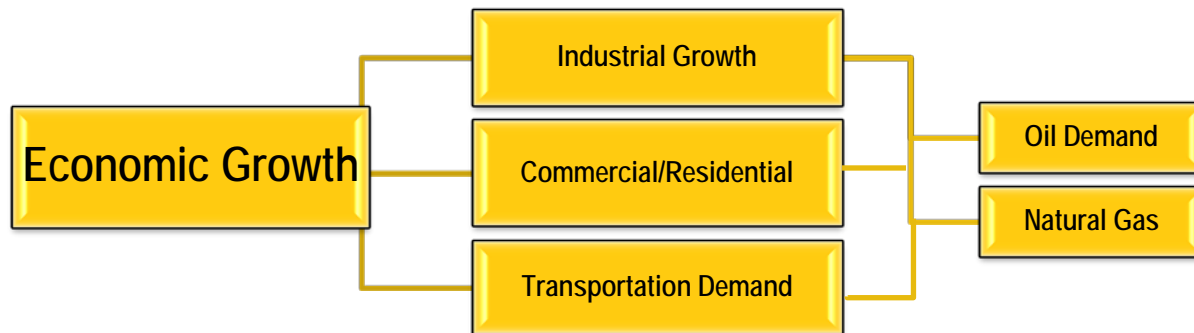 Economic Growth
Industrial Growth
Commercial/Residential
Transportation Demand
Oil Demand
Natural Gas